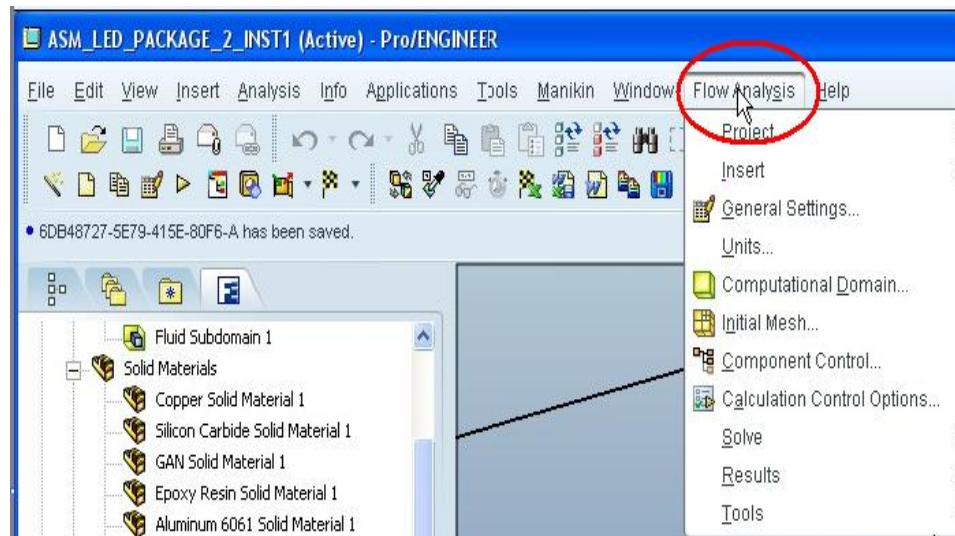 ASM_LED_PACKAGE_2_INST1 (Active) - Pro/ENGINEER
File Edit View Insert Analysis Info Applications Tools Manikin Window Flow Analysis Help
Project
Insert
General Settings...
Units...
Computational Domain...
Initial Mesh...
Component Control...
Calculation Control Options...
Solve
Results
Tools
6DB48727-5E79-415E-80F6-A has been saved.
Fluid Subdomain 1
Solid Materials
Copper Solid Material 1
Silicon Carbide Solid Material 1
GAN Solid Material 1
Epoxy Resin Solid Material 1
Aluminum 6061 Solid Material 1